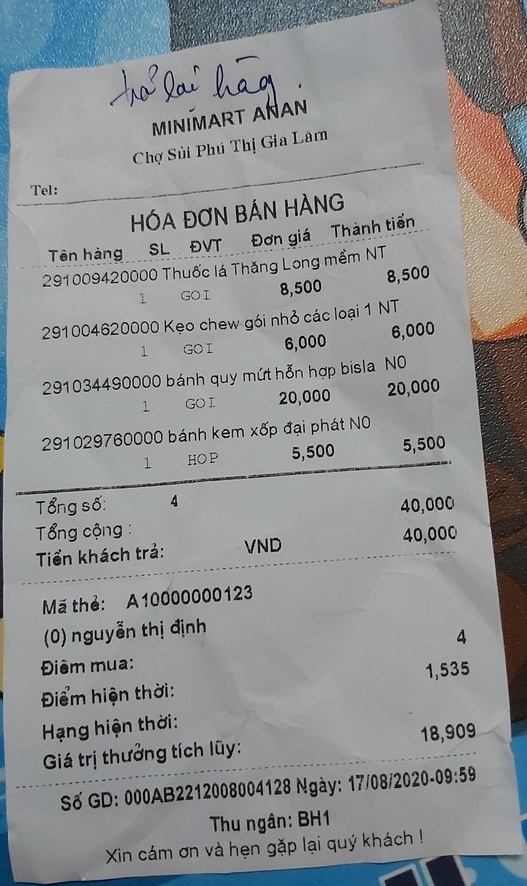 trả lại hàg.
MINIMART ANAN
Chợ Sủi Phú Thị Gia Lâm
Tel:
HÓA ĐƠN BÁN HÀNG
Tên hàng SL ĐVT Đơn giá Thành tiền
291009420000 Thuốc lá Thăng Long mềm NT
1 GOI 8,500 8,500
291004620000 Kẹo chew gói nhỏ các loại 1 NT
1 GOI 6,000 6,000
291034490000 bánh quy mứt hỗn hợp bisla N0
1 GOI 20,000 20,000
291029760000 bánh kem xốp đại phát N0
1 HOP 5,500 5,500
Tổng số: 4
Tổng cộng : 40,000
Tiền khách trả: VND 40,000
Mã thẻ: A10000000123
(0) nguyễn thị định
Điêm mua: 4
Điểm hiện thời: 1,535
Hạng hiện thời:
Giá trị thưởng tích lũy: 18,909
Số GD: 000AB2212008004128 Ngày: 17/08/2020-09:59
Thu ngân: BH1
Xin cám ơn và hẹn gặp lại quý khách !